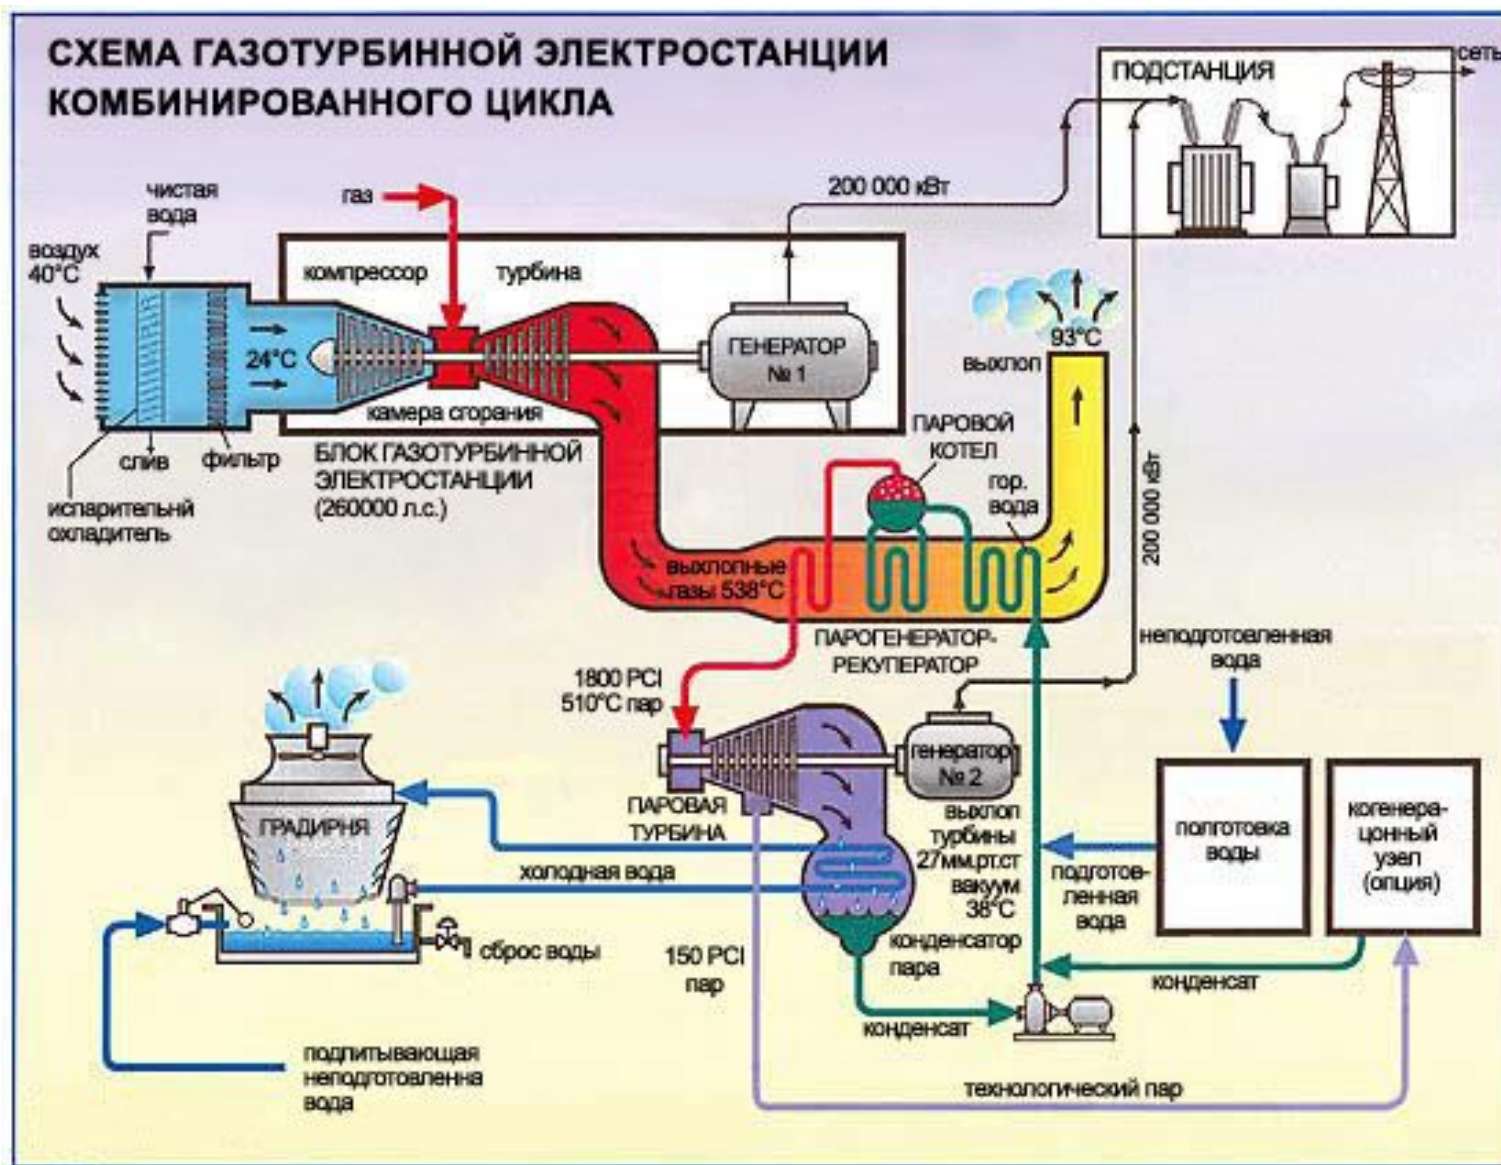 СХЕМА ГАЗОТУРБИННОЙ ЭЛЕКТРОСТАНЦИИ
КОМБИНИРОВАННОГО ЦИКЛА
сеть
ПОДСТАНЦИЯ
200 000 кВт
чистая
вода
газ
воздух
40°С
компрессор
турбина
24°С
ГЕНЕРАТОР
№ 1
камера сгорания
слив
фильтр
БЛОК ГАЗОТУРБИННОЙ
ЭЛЕКТРОСТАНЦИИ
(260000 л.с.)
испарительнй
охладитель
93°С
выхлоп
ПАРОВОЙ
КОТЕЛ
гор.
вода
200 000 кВт
выхлопные
газы 538°С
ПАРОГЕНЕРАТОР-
РЕКУПЕРАТОР
неподготовленная
вода
1800 PCI
510°С пар
генератор
№ 2
ПАРОВАЯ
ТУРБИНА
ГРАДИРНЯ
выхлоп
турбины
27мм.рт.ст
вакуум
38°С
полготовка
воды
когенера-
цонный
узел
(опция)
холодная вода
подготов-
ленная
вода
сброс воды
150 PCI
пар
конденсатор
пара
конденсат
конденсат
подпитывающая
неподготовленна
вода
технологический пар